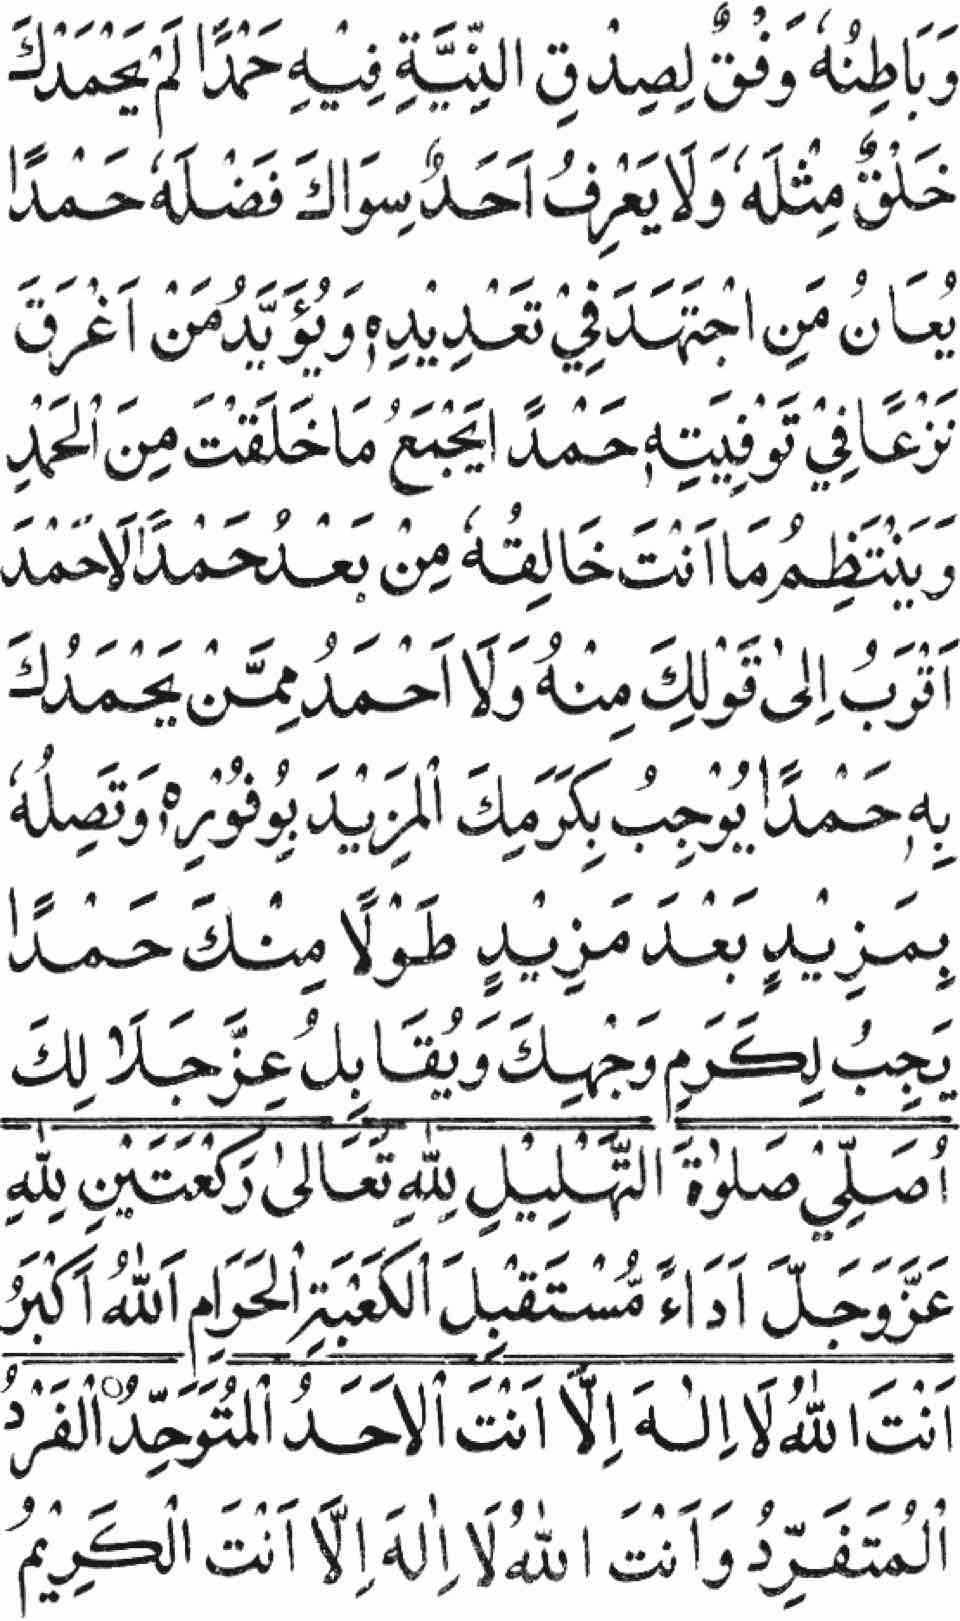 وَبَاطِنُهٗ وَفْقٌ لِصِدْقِ النِّيَّةِ فِيْهِ حَمْدًا لَمْ يَحْمَدْكَ
خَلْقٌ مِثْلَهٗ وَلَا يَعْرِفُ اَحَدٌ سِوَاكَ فَضْلَهٗ حَمْدًا
يُعَانُ مَنِ اجْتَهَدَ فِيْ تَعْدِيْدِهٖ وَيُؤَيَّدُ مَنْ اَغْرَقَ
نَزْعًا فِيْ تَوْفِيَتِهٖ حَمْدًا يَجْمَعُ مَا خَلَقْتَ مِنَ الْحَمْدِ
وَيَنْتَظِمُ مَا اَنْتَ خَالِقُهٗ مِنْ بَعْدُ حَمْدًا لَا حَمْدَ
اَقْرَبُ اِلٰى قَوْلِكَ مِنْهُ وَلَا اَحْمَدُ مِمَّنْ يَحْمَدُكَ
بِهٖ حَمْدًا يُوْجِبُ بِكَرَمِكَ الْمَزِيْدَ بِوُفُوْرِهٖ وَتَصِلُهٗ
بِمَزِيْدٍ بَعْدَ مَزِيْدٍ طَوْلًا مِنْكَ حَمْدًا
يَجِبُ لِكَرَمِ وَجْهِكَ وَيُقَابِلُ عِزَّ جَلَالِكَ
اُصَلِّيْ صَلٰوةَ التَّهْلِيْلِ لِلّٰهِ تَعَالٰى رَكْعَتَيْنِ لِلّٰهِ
عَزَّ وَجَلَّ اَدَاءً مُّسْتَقْبِلَ الْكَعْبَةِ الْحَرَامِ اَللّٰهُ اَكْبَرُ
اَنْتَ اللّٰهُ لَا اِلٰهَ اِلَّا اَنْتَ الْاَحَدُ الْمُتَوَحِّدُ الْفَرْدُ
الْمُتَفَرِّدُ وَاَنْتَ اللّٰهُ لَا اِلٰهَ اِلَّا اَنْتَ الْكَرِيْمُ